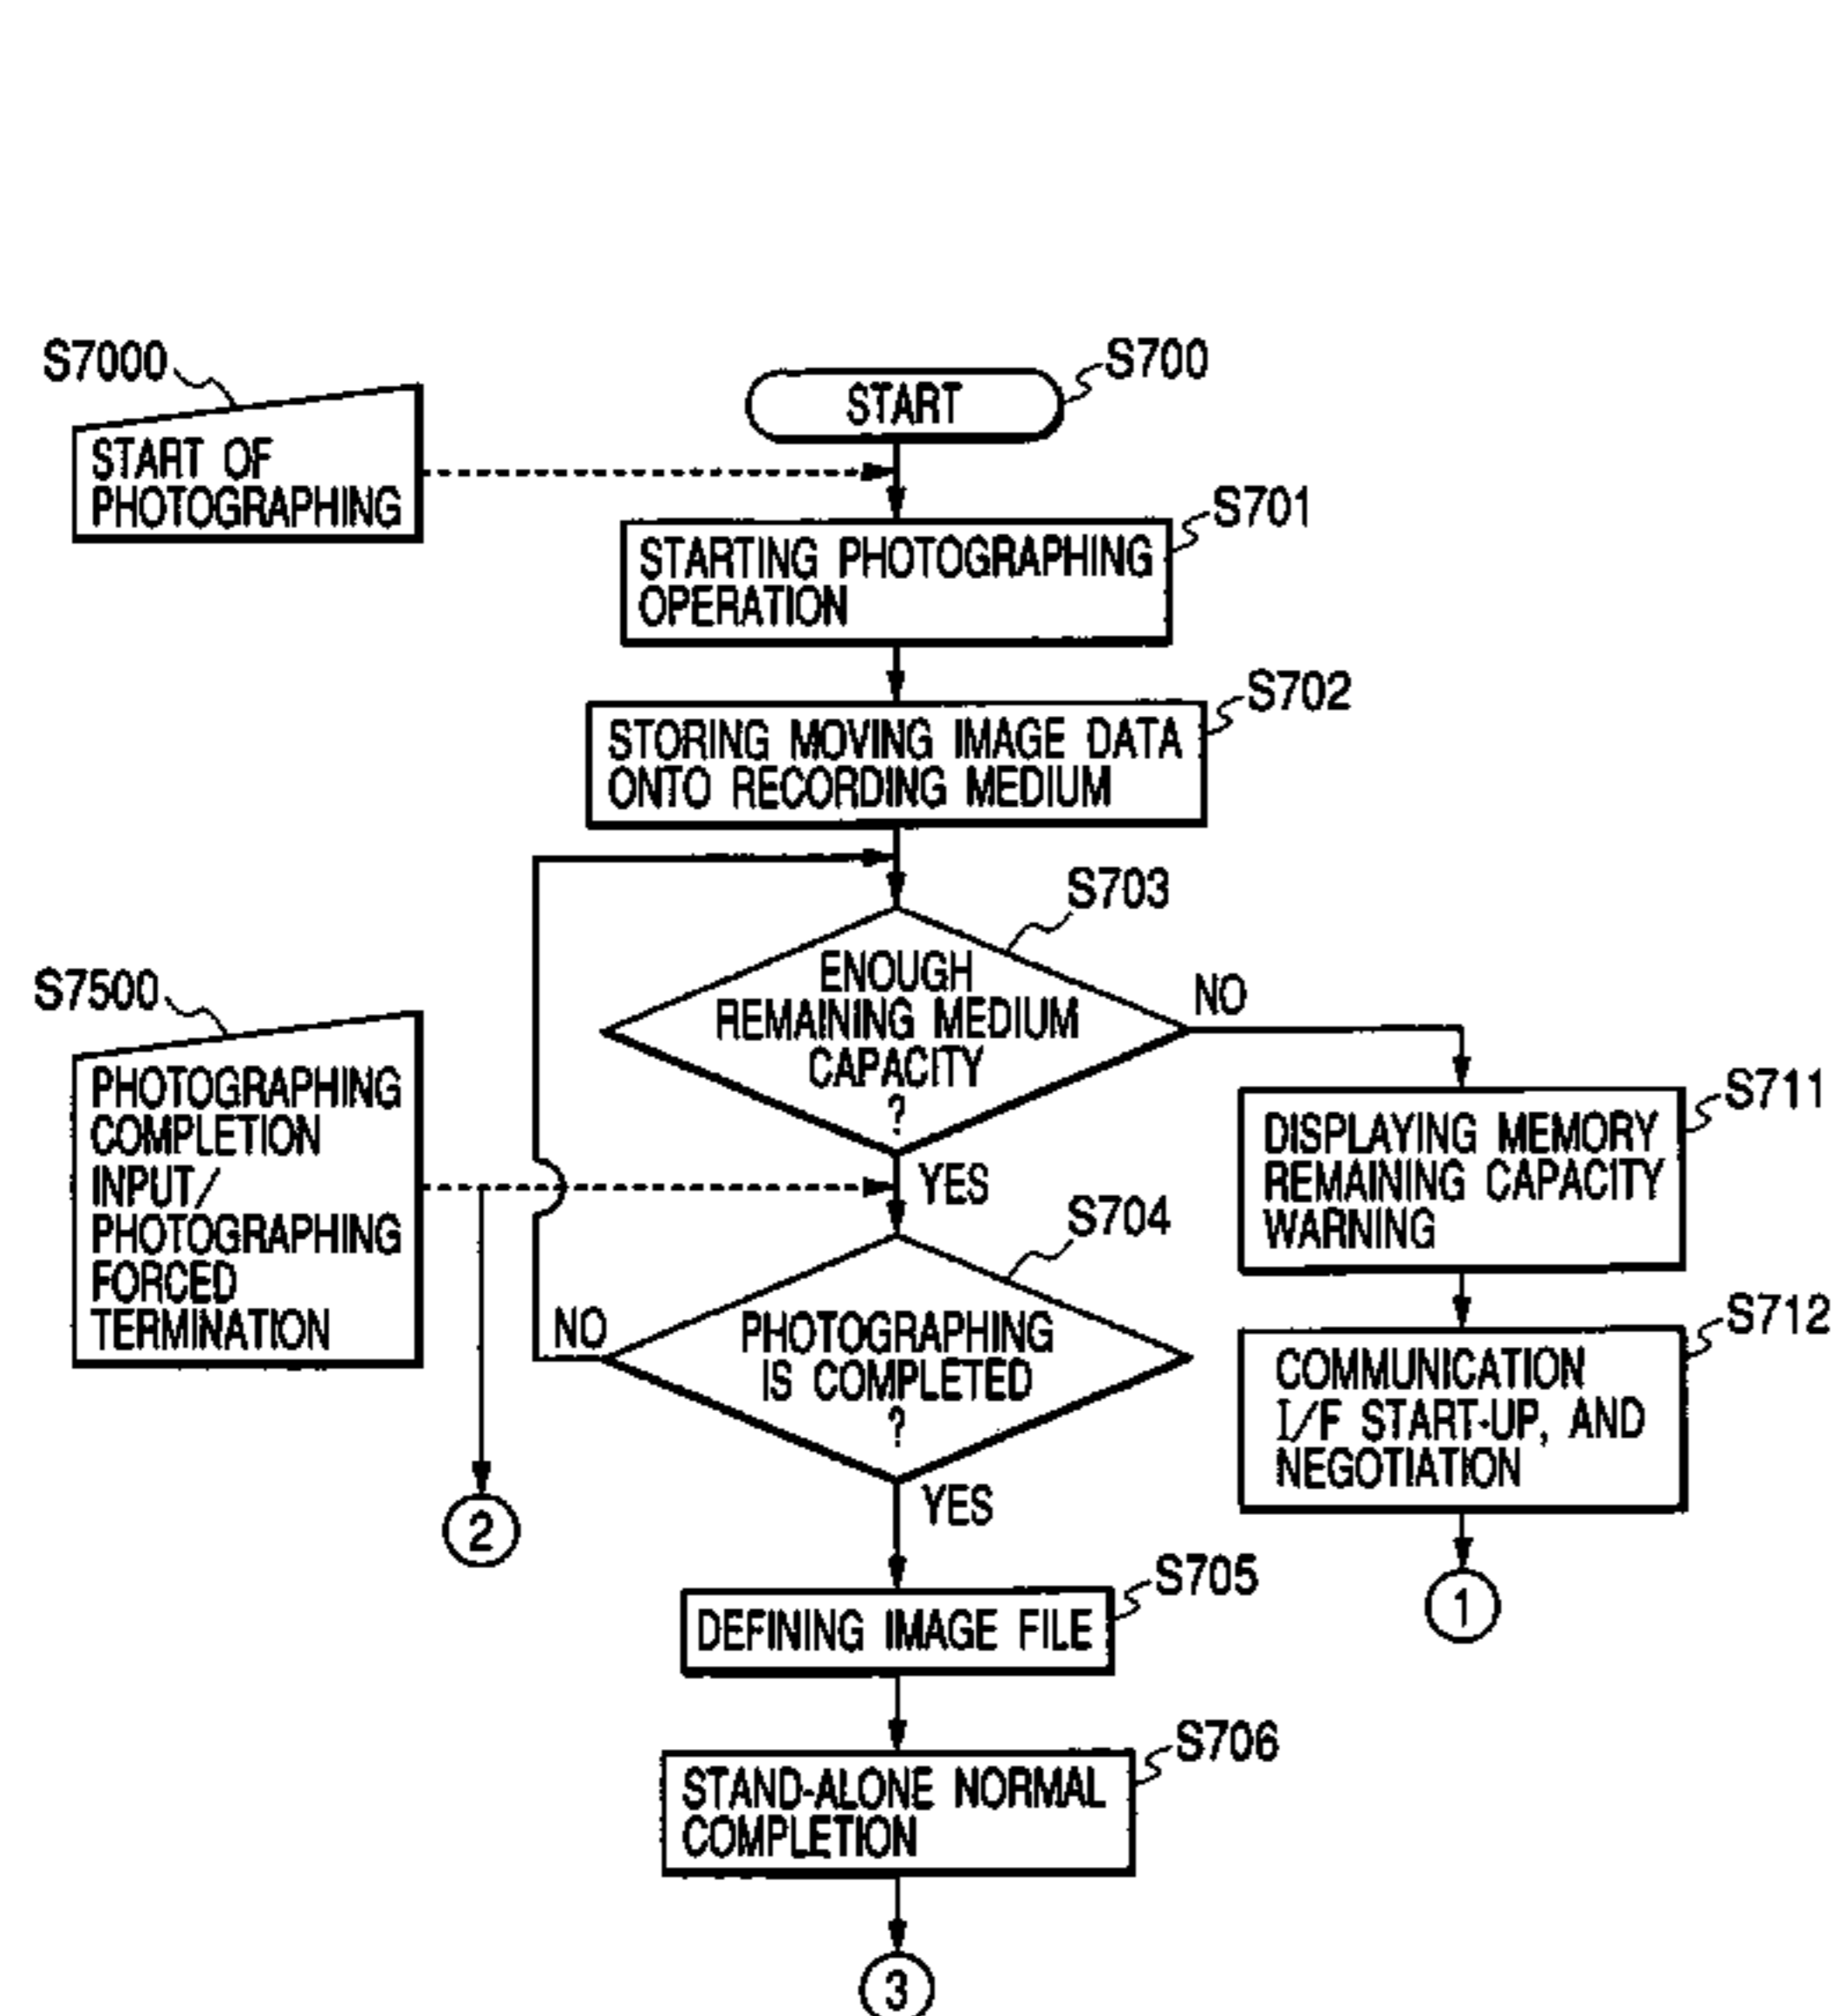 S7000
START OF
PHOTOGRAPHING
START
S700
STARTING PHOTOGRAPHING
OPERATION
S701
STORING MOVING IMAGE DATA
ONTO RECORDING MEDIUM
S702
ENOUGH
REMAINING MEDIUM
CAPACITY
?
S703
NO
YES
S7500
PHOTOGRAPHING
COMPLETION
INPUT/
PHOTOGRAPHING
FORCED
TERMINATION
2
PHOTOGRAPHING
IS COMPLETED
?
S704
NO
YES
DISPLAYING MEMORY
REMAINING CAPACITY
WARNING
S711
COMMUNICATION
I/F START-UP, AND
NEGOTIATION
S712
1
DEFINING IMAGE FILE
S705
STAND-ALONE NORMAL
COMPLETION
S706
3